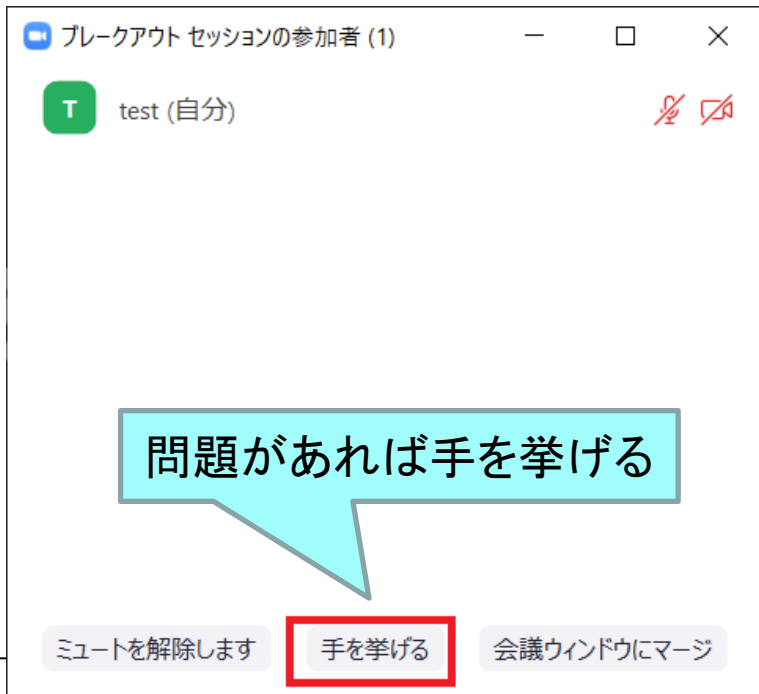 ブレークアウト セッションの参加者 (1)
T test (自分)
問題があれば手を挙げる
ミュートを解除します 手を挙げる 会議ウィンドウにマージ